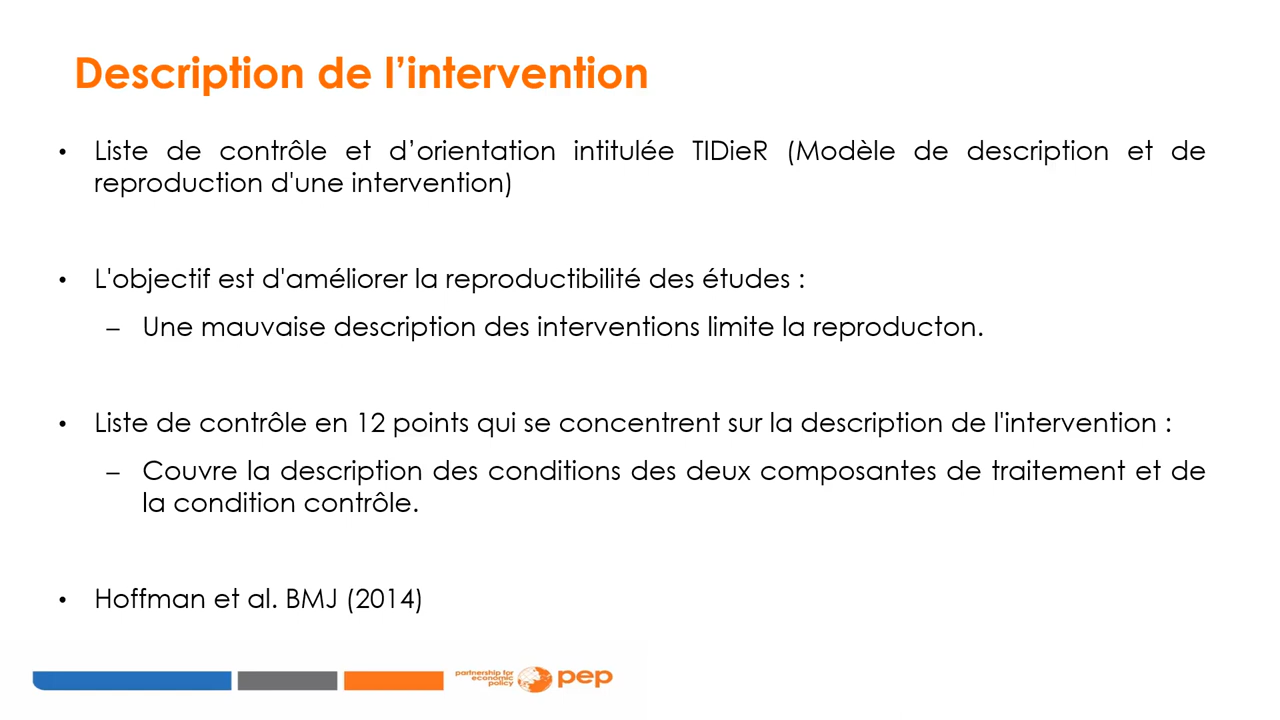 Description de l’intervention
• Liste de contrôle et d’orientation intitulée TIDieR (Modèle de description et de
reproduction d'une intervention)
• L'objectif est d'améliorer la reproductibilité des études :
– Une mauvaise description des interventions limite la reproducton.
• Liste de contrôle en 12 points qui se concentrent sur la description de l'intervention :
– Couvre la description des conditions des deux composantes de traitement et de
la condition contrôle.
• Hoffman et al. BMJ (2014)
partnership for
economic
policy
pep